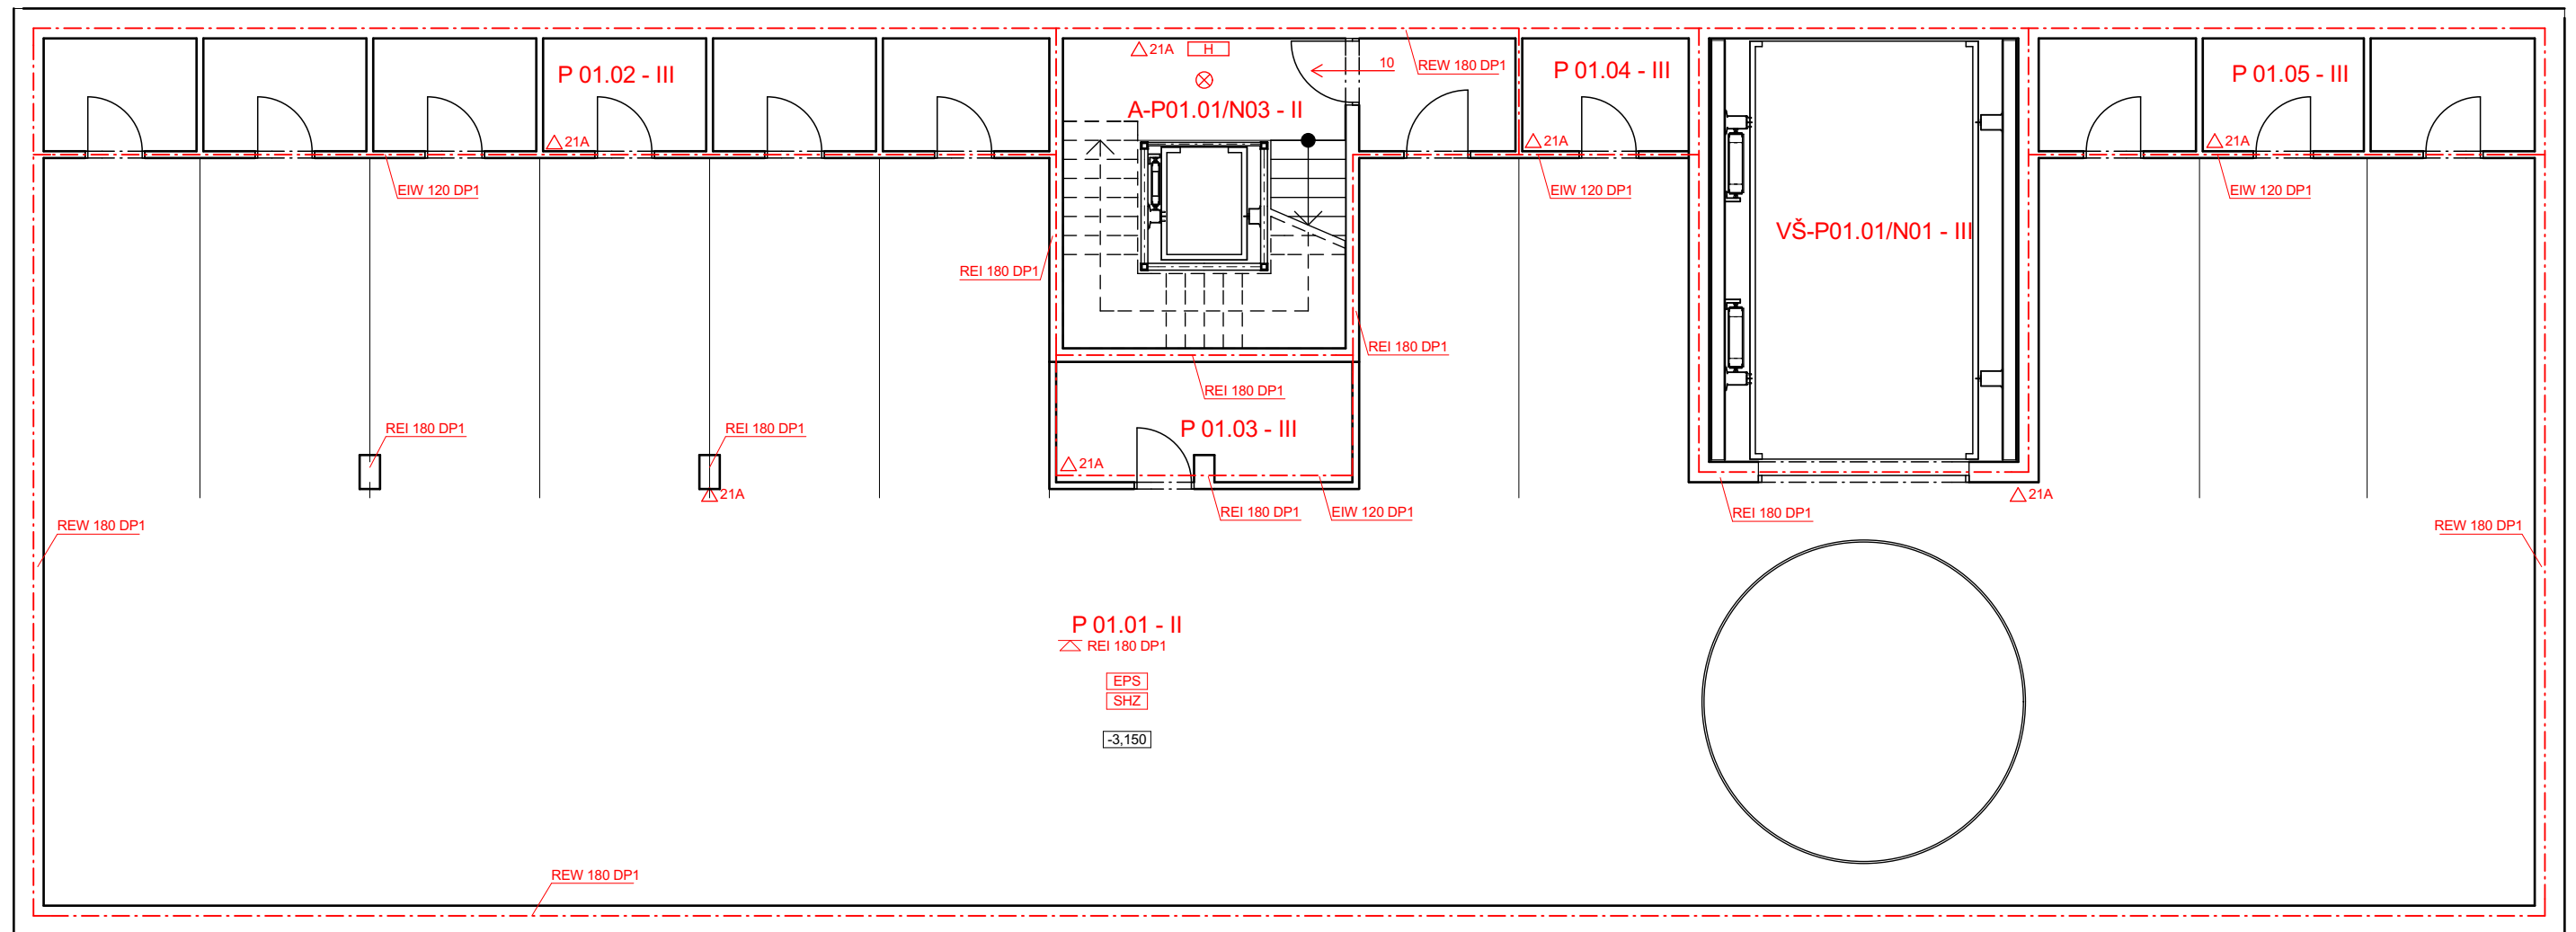 21A
H
10
REW 180 DP1
P 01.02 - III
A-P01.01/N03 - II
P 01.04 - III
P 01.05 - III
21A
21A
21A
EIW 120 DP1
EIW 120 DP1
EIW 120 DP1
VŠ-P01.01/N01 - III
REI 180 DP1
REI 180 DP1
REI 180 DP1
REI 180 DP1
REI 180 DP1
P 01.03 - III
21A
21A
21A
REI 180 DP1
EIW 120 DP1
REI 180 DP1
REW 180 DP1
REW 180 DP1
P 01.01 - II
REI 180 DP1
EPS
SHZ
-3,150
REW 180 DP1